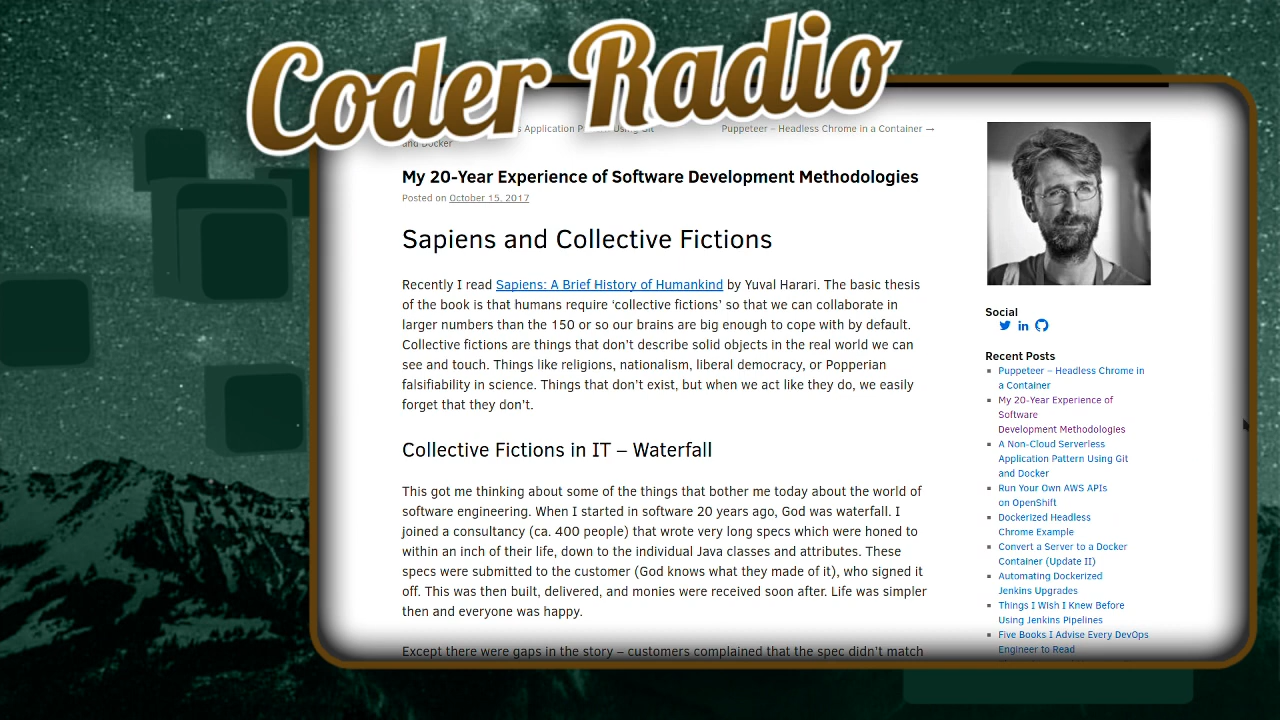 Coder Radio
s Application Pattern Using Git
and Docker
Puppeteer – Headless Chrome in a Container →
My 20-Year Experience of Software Development Methodologies
Posted on October 15, 2017
Sapiens and Collective Fictions
Recently I read Sapiens: A Brief History of Humankind by Yuval Harari. The basic thesis
of the book is that humans require ‘collective fictions’ so that we can collaborate in
larger numbers than the 150 or so our brains are big enough to cope with by default.
Collective fictions are things that don’t describe solid objects in the real world we can
see and touch. Things like religions, nationalism, liberal democracy, or Popperian
falsifiability in science. Things that don’t exist, but when we act like they do, we easily
forget that they don’t.
Collective Fictions in IT – Waterfall
This got me thinking about some of the things that bother me today about the world of
software engineering. When I started in software 20 years ago, God was waterfall. I
joined a consultancy (ca. 400 people) that wrote very long specs which were honed to
within an inch of their life, down to the individual Java classes and attributes. These
specs were submitted to the customer (God knows what they made of it), who signed it
off. This was then built, delivered, and monies were received soon after. Life was simpler
then and everyone was happy.
Except there were gaps in the story – customers complained that the spec didn’t match
Social
Recent Posts
Puppeteer – Headless Chrome in
a Container
My 20-Year Experience of
Software
Development Methodologies
A Non-Cloud Serverless
Application Pattern Using Git
and Docker
Run Your Own AWS APIs
on OpenShift
Dockerized Headless
Chrome Example
Convert a Server to a Docker
Container (Update II)
Automating Dockerized
Jenkins Upgrades
Things I Wish I Knew Before
Using Jenkins Pipelines
Five Books I Advise Every DevOps
Engineer to Read